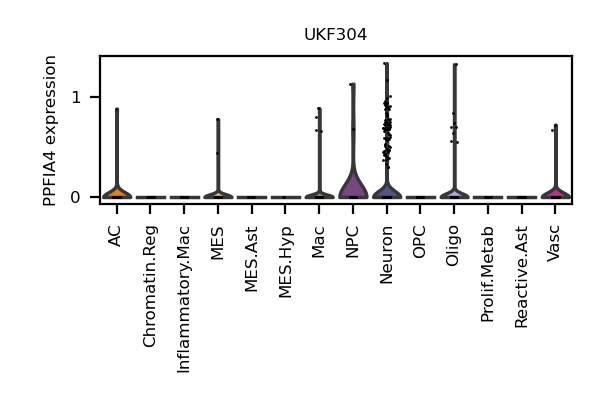 UKF304
PPFIA4 expression
1
0
AC
Chromatin.Reg
Inflammatory.Mac
MES
MES.Ast
MES.Hyp
Mac
NPC
Neuron
OPC
Oligo
Prolif.Metab
Reactive.Ast
Vasc